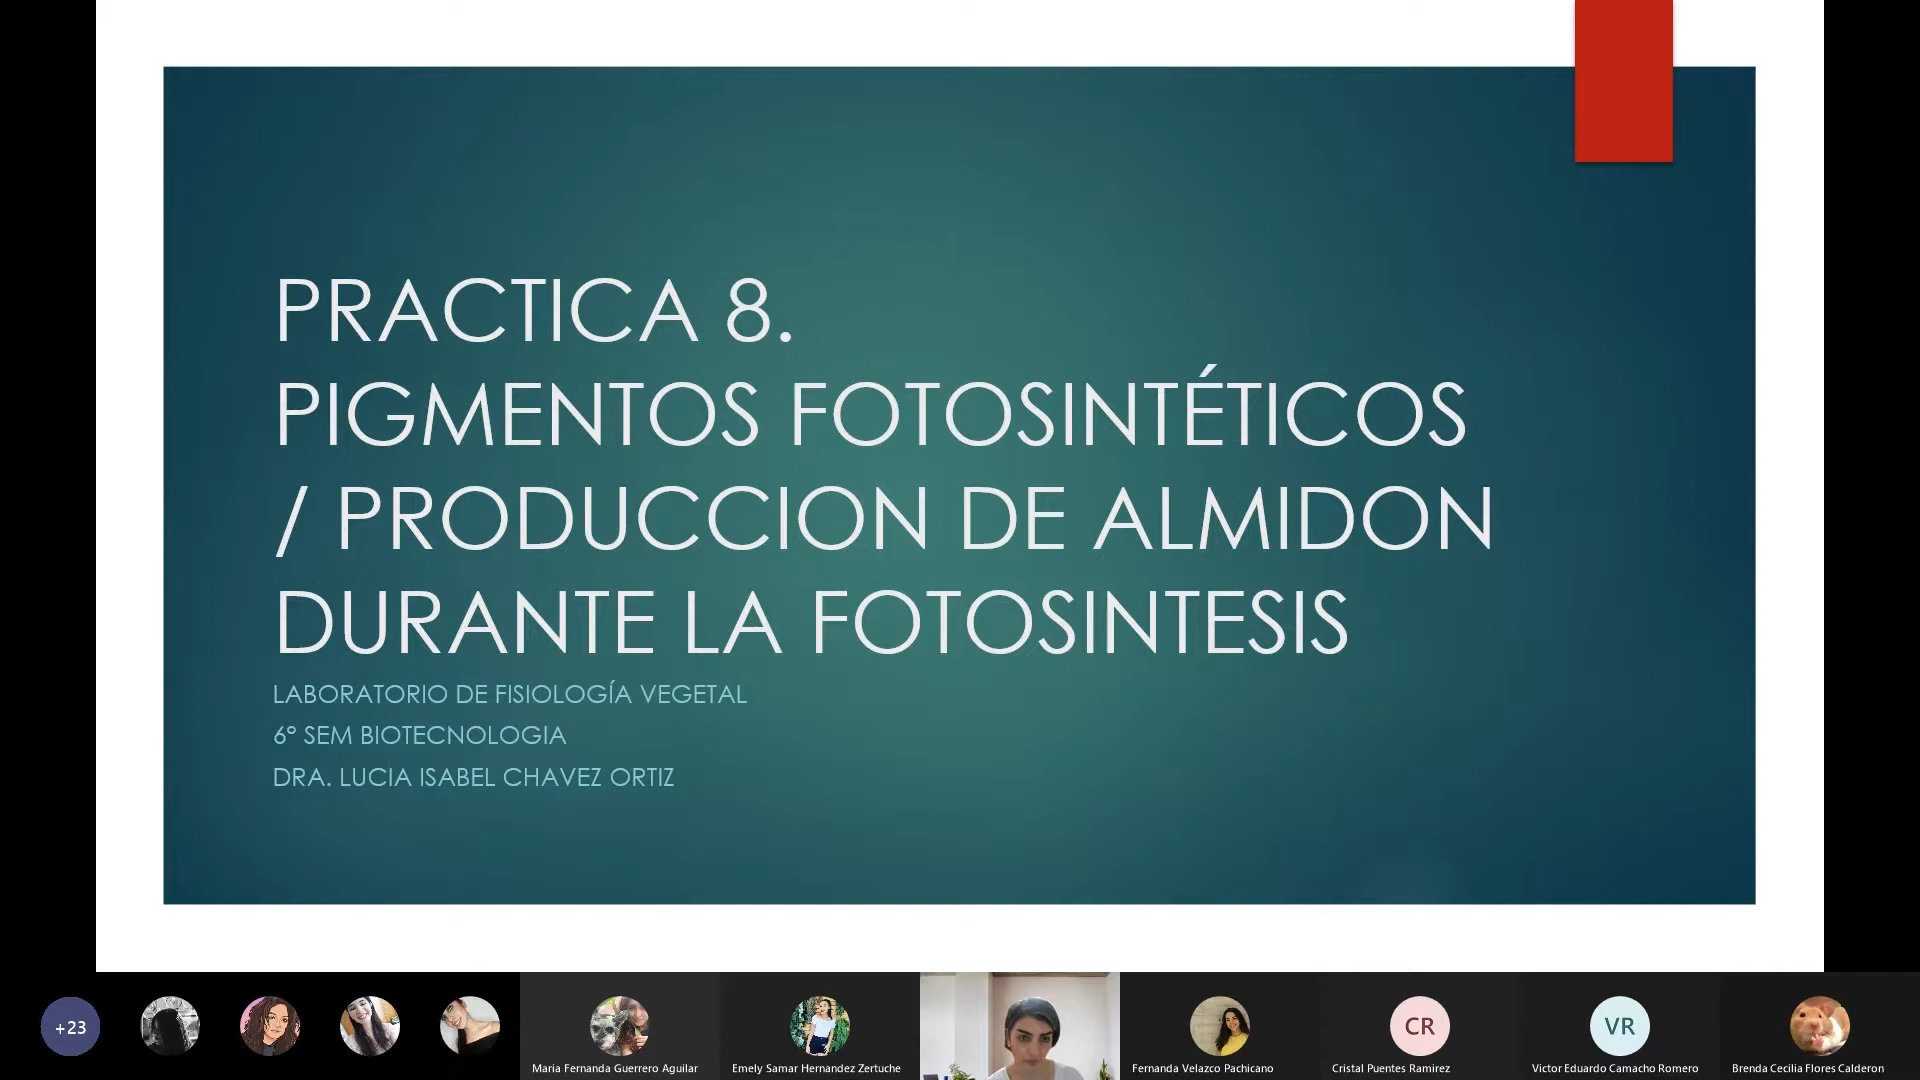 PRACTICA 8.
PIGMENTOS FOTOSINTÉTICOS
/ PRODUCCION DE ALMIDON
DURANTE LA FOTOSINTESIS
LABORATORIO DE FISIOLOGÍA VEGETAL
6° SEM BIOTECNOLOGIA
DRA. LUCIA ISABEL CHAVEZ ORTIZ
+23
CR
VR
Maria Fernanda Guerrero Aguilar
Emely Samar Hernandez Zertuche
Fernanda Velazco Pachicano
Cristal Puentes Ramirez
Victor Eduardo Camacho Romero
Brenda Cecilia Flores Calderon